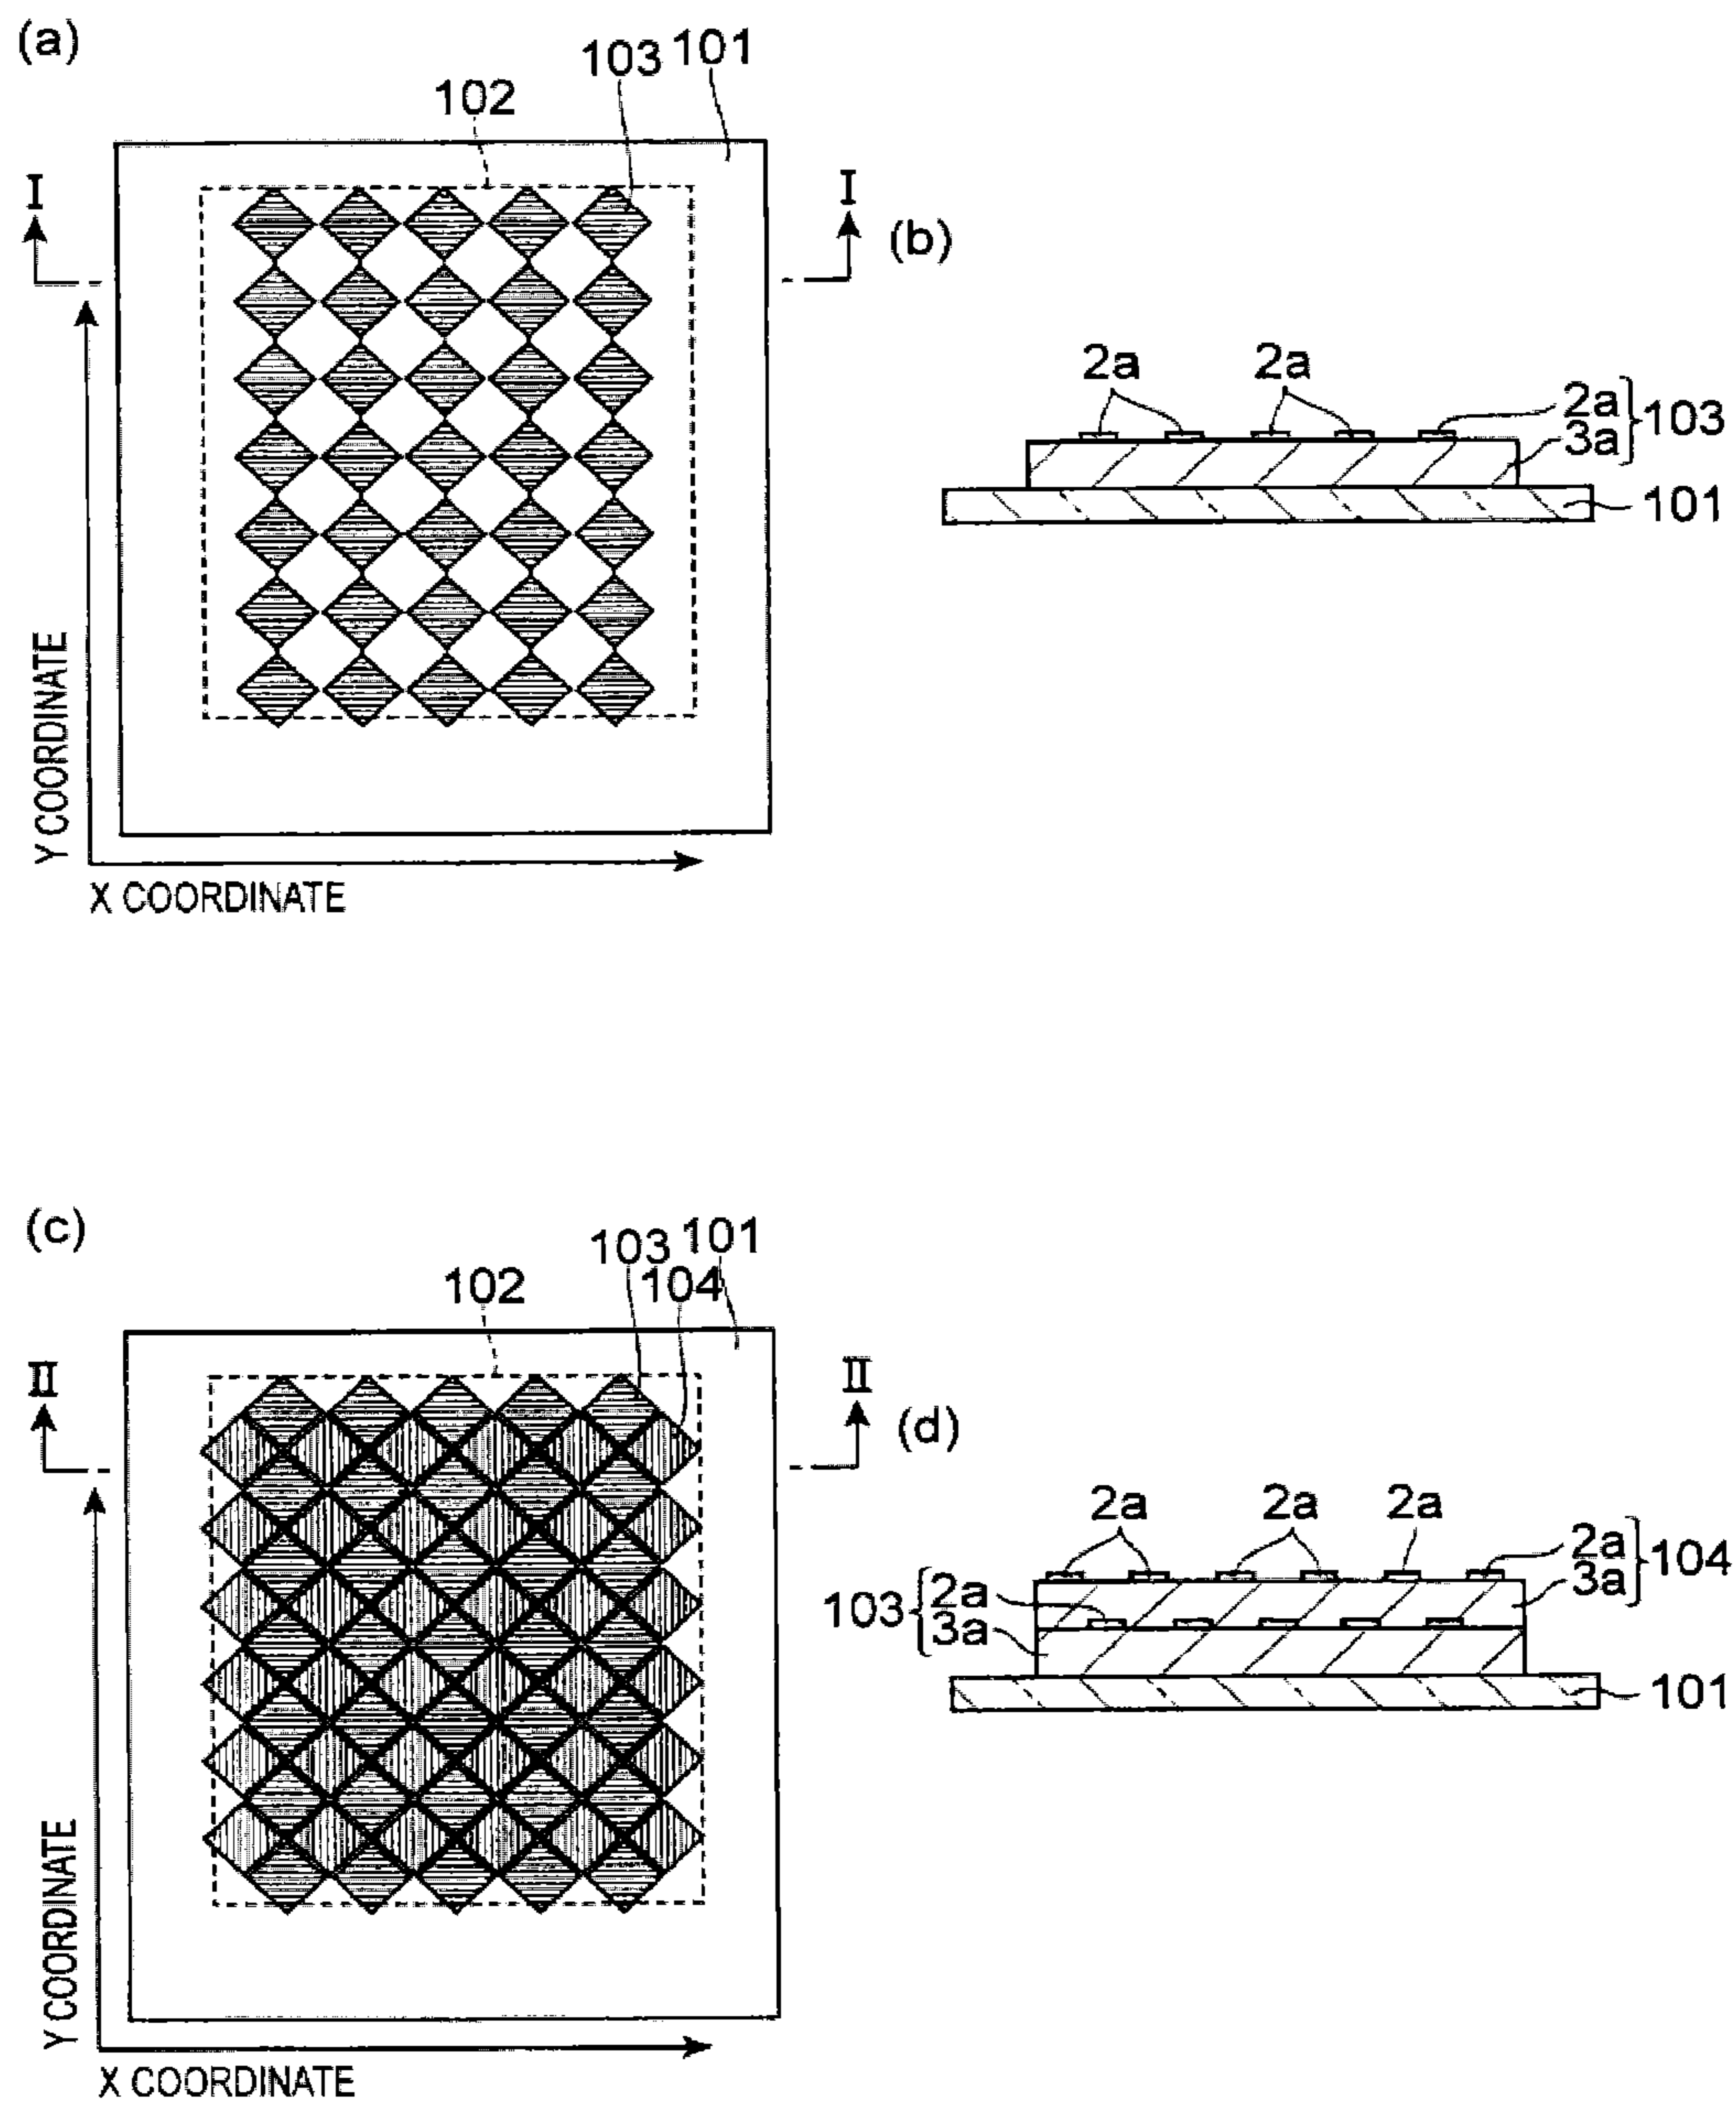 (a)
103 101
102
I I
(b)
Y COORDINATE
X COORDINATE
2a 2a 2a
3a 103
101
(c)
103 101
104
102
II II
(d)
Y COORDINATE
X COORDINATE
2a 2a 2a 2a
3a 104
103 2a
3a
101